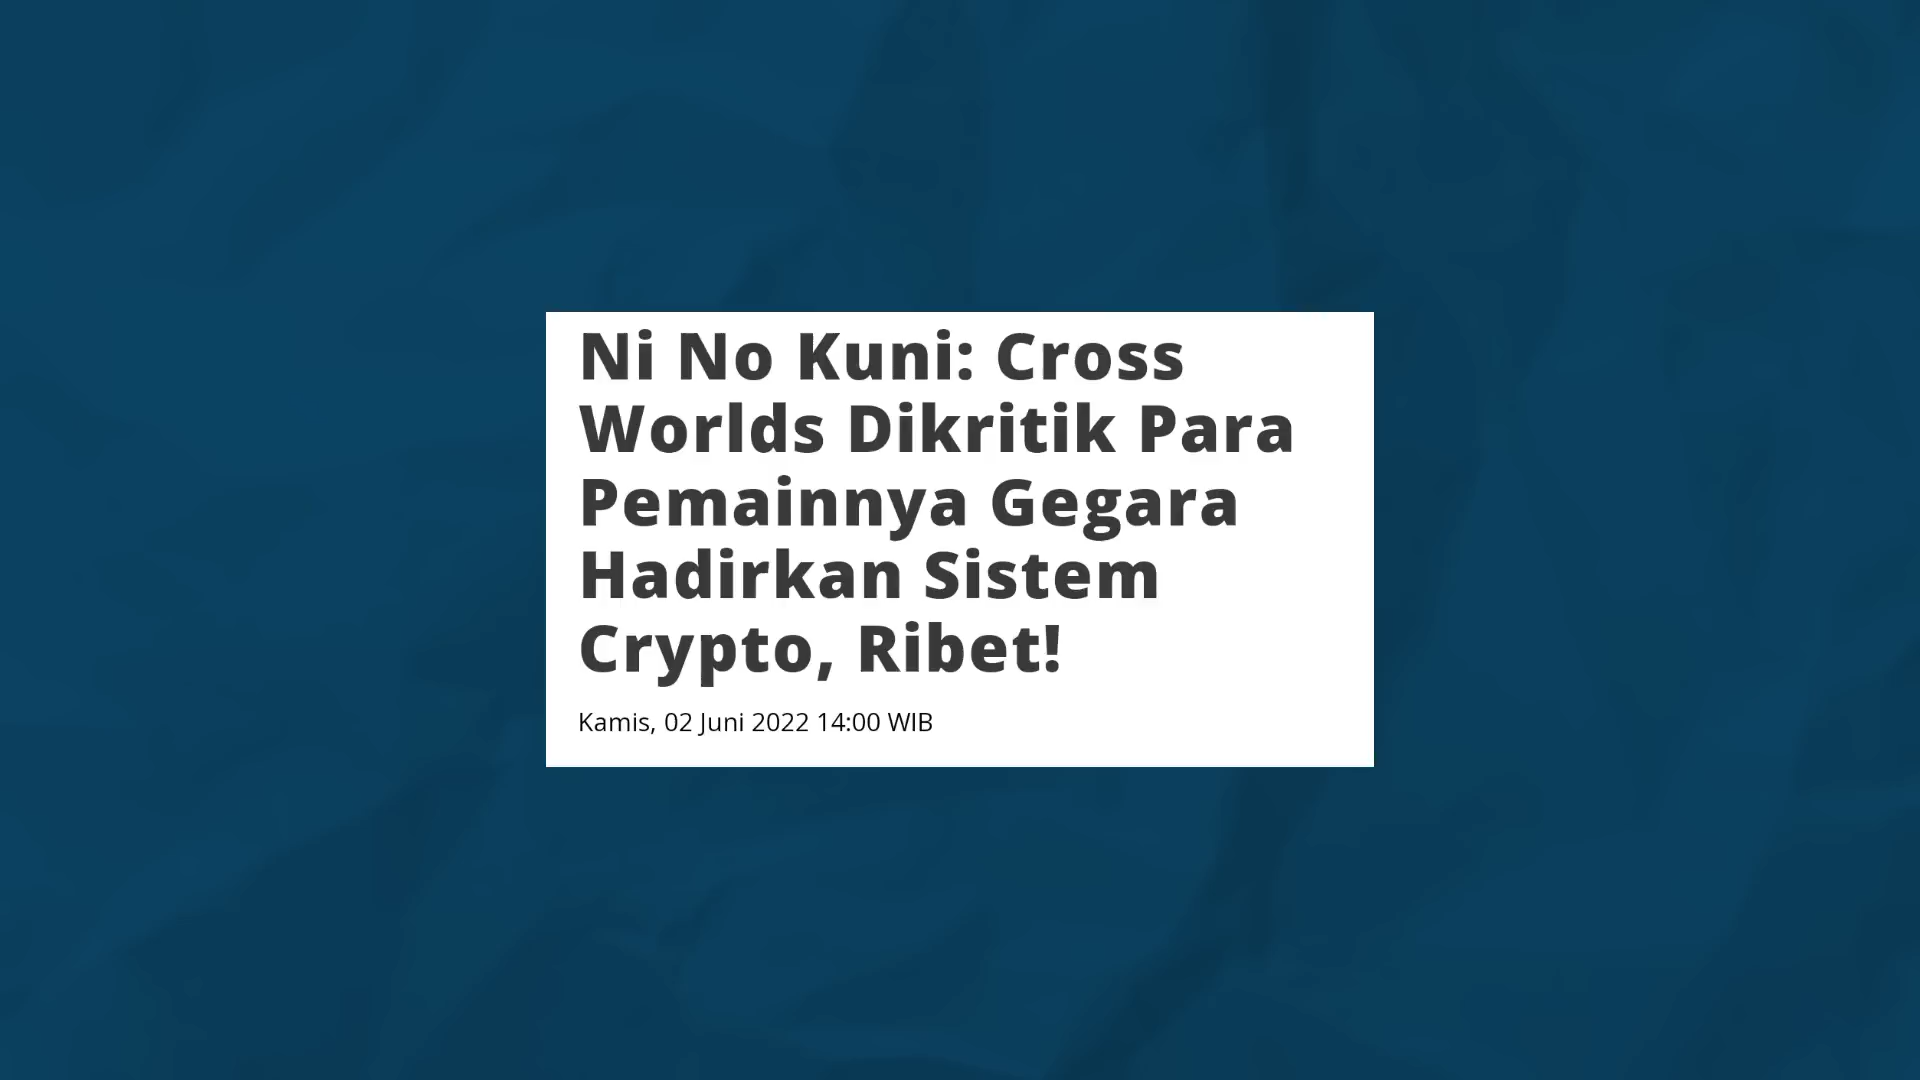 Ni No Kuni: Cross
Worlds Dikritik Para
Pemainnya Gegara
Hadirkan Sistem
Crypto, Ribet!
Kamis, 02 Juni 2022 14:00 WIB